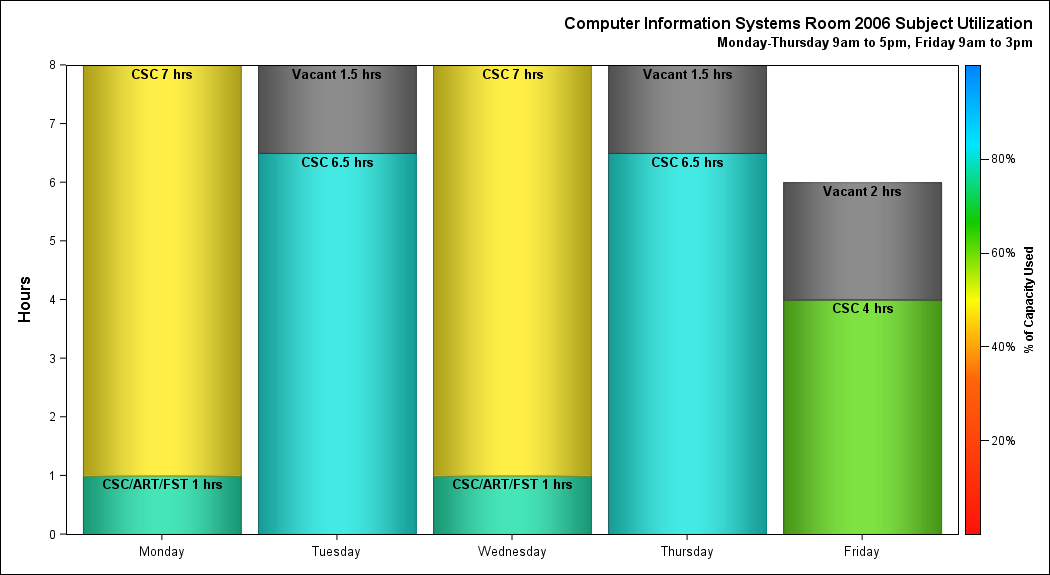 Computer Information Systems Room 2006 Subject Utilization
Monday-Thursday 9am to 5pm, Friday 9am to 3pm
Hours
8
7
6
5
4
3
2
1
0
CSC 7 hrs
CSC/ART/FST 1 hrs
Vacant 1.5 hrs
CSC 6.5 hrs
CSC 7 hrs
CSC/ART/FST 1 hrs
Vacant 1.5 hrs
CSC 6.5 hrs
Vacant 2 hrs
CSC 4 hrs
Monday
Tuesday
Wednesday
Thursday
Friday
80%
60%
40%
20%
% of Capacity Used